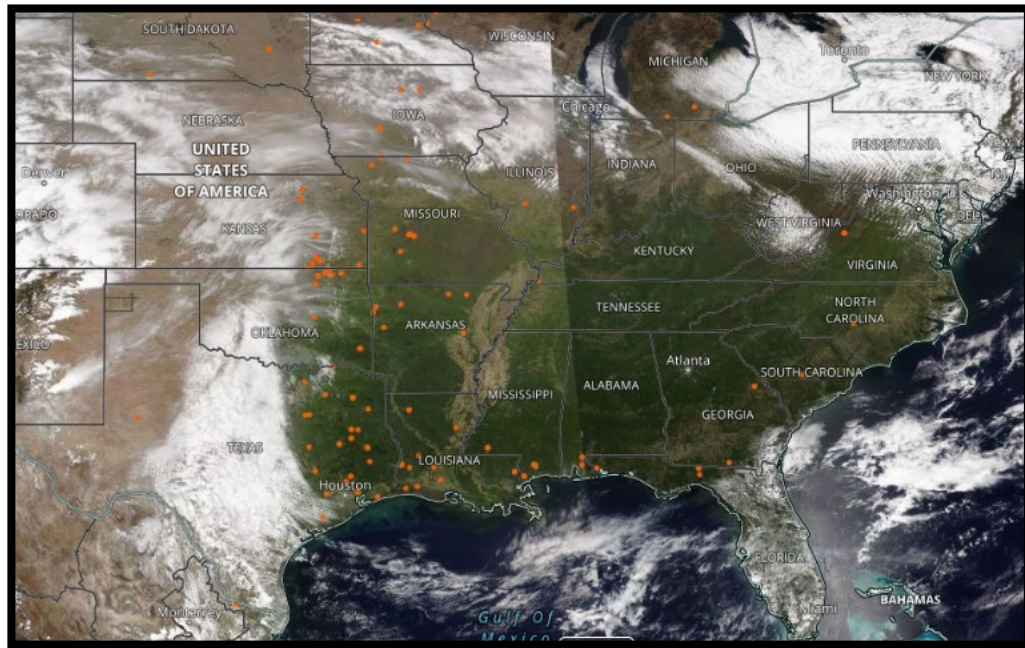 SOUTH DAKOTA
WISCONSIN
MICHIGAN
Toronto
NEW YORK
Chicago
IOWA
NEBRASKA
UNITED
STATES
OF AMERICA
Denver
ORADO
ILLINOIS
INDIANA
OHIO
PENNSYLVANIA
NJ
Washington
DEL
KANSAS
MISSOURI
WEST VIRGINIA
KENTUCKY
VIRGINIA
EXICO
OKLAHOMA
ARKANSAS
TENNESSEE
NORTH
CAROLINA
Atlanta
SOUTH CAROLINA
MISSISSIPPI
ALABAMA
GEORGIA
TEXAS
LOUISIANA
Houston
FLORIDA
Monterrey
Miami
BAHAMAS
Gulf Of
Mexico